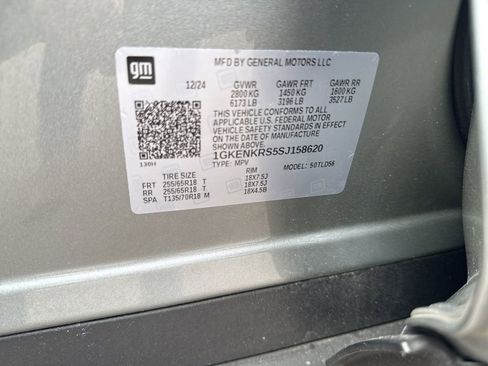 gm
MFD BY GENERAL MOTORS LLC
12/24 GVWR GAWR FRT GAWR RR
2800 KG 1450 KG 1600 KG
6173 LB 3196 LB 3527 LB
THIS VEHICLE CONFORMS TO ALL
APPLICABLE U.S. FEDERAL MOTOR
VEHICLE SAFETY STANDARDS IN EFFECT
ON THE DATE OF MANUFACTURE
SHOWN ABOVE.
1GKENKRS5SJ158620
130H TYPE: MPV MODEL: 50TLD56
TIRE SIZE RIM
FRT 255/65R18 T 18X7.5J
RR 255/65R18 T 18X7.5J
SPA T135/70R18 M 18X4.5B